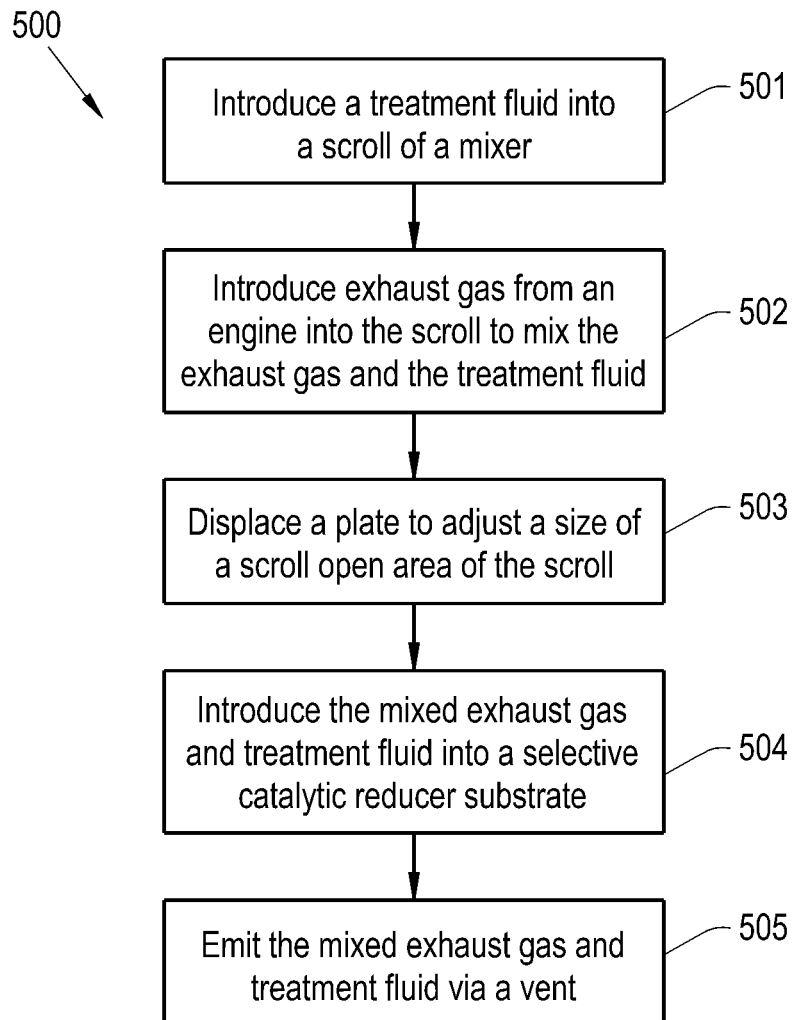 500
Introduce a treatment fluid into
a scroll of a mixer
501
Introduce exhaust gas from an
engine into the scroll to mix the
exhaust gas and the treatment fluid
502
Displace a plate to adjust a size of
a scroll open area of the scroll
503
Introduce the mixed exhaust gas
and treatment fluid into a selective
catalytic reducer substrate
504
Emit the mixed exhaust gas and
treatment fluid via a vent
505